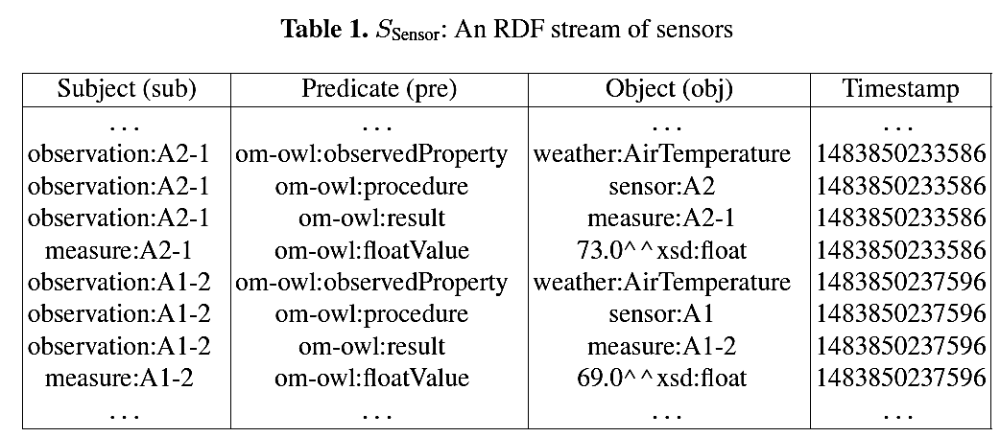 Table 1. S_Sensor: An RDF stream of sensors
Subject (sub) Predicate (pre) Object (obj) Timestamp
... ... ... ...
observation:A2-1 om-owl:observedProperty weather:AirTemperature 1483850233586
observation:A2-1 om-owl:procedure sensor:A2 1483850233586
observation:A2-1 om-owl:result measure:A2-1 1483850233586
measure:A2-1 om-owl:floatValue 73.0^^xsd:float 1483850233586
observation:A1-2 om-owl:observedProperty weather:AirTemperature 1483850237596
observation:A1-2 om-owl:procedure sensor:A1 1483850237596
observation:A1-2 om-owl:result measure:A1-2 1483850237596
measure:A1-2 om-owl:floatValue 69.0^^xsd:float 1483850237596
... ... ... ...